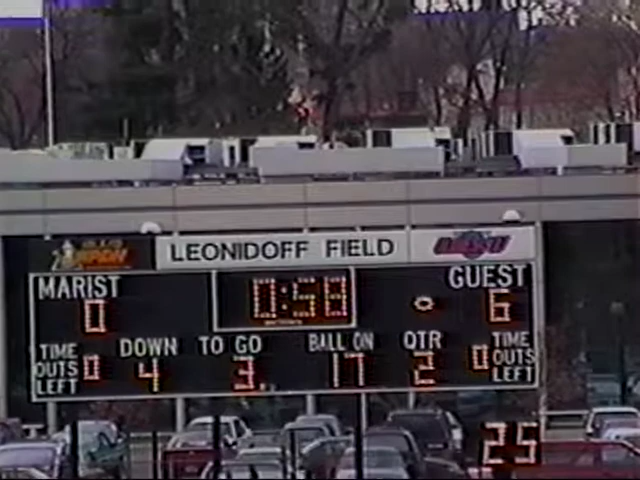 LEONIDOFF FIELD
MARIST 0:58 GUEST
0 6
TIME OUTS LEFT 0 DOWN 4 TO GO 3 BALL ON 17 QTR 2 0 TIME OUTS LEFT
25